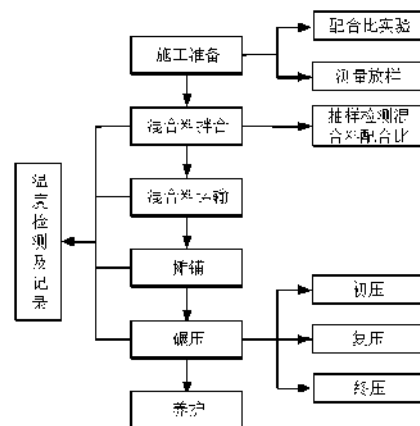 配合比实验
施工准备
测量放样
混合料拌合
抽样检测混
合料配合比
温度检测及记录
混合料运输
摊铺
初压
碾压
复压
终压
养护